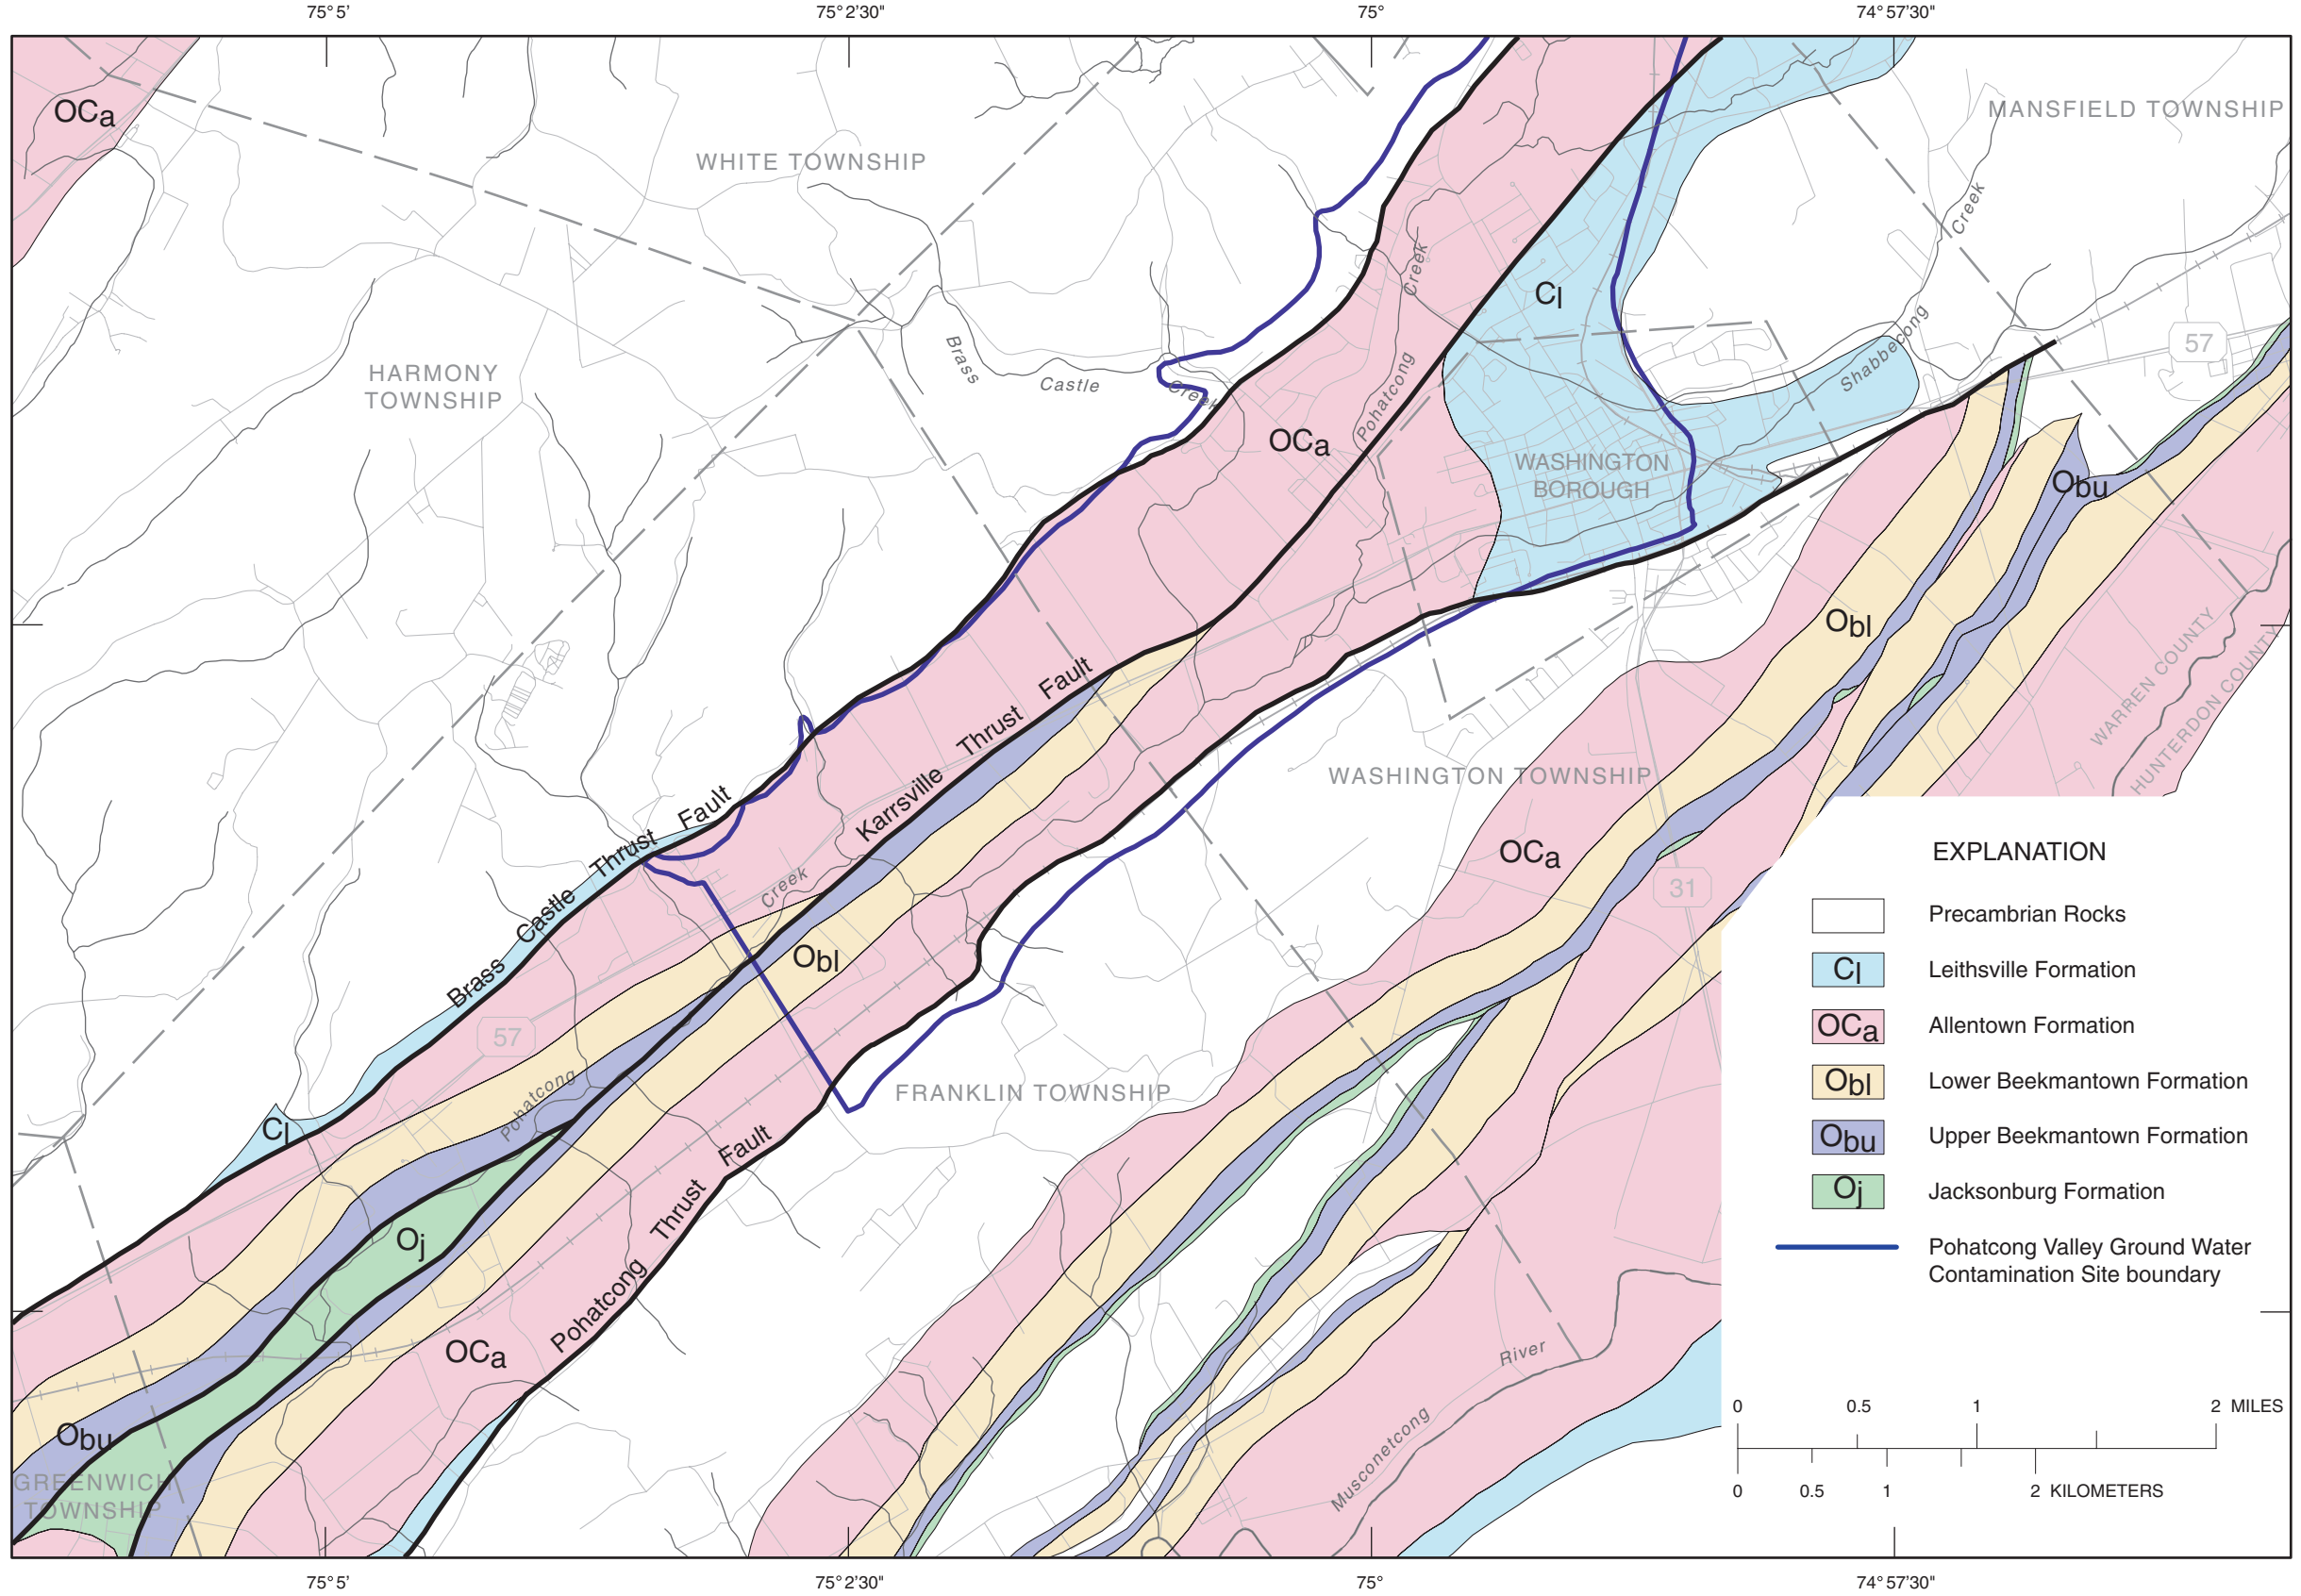 75° 5' 75° 2'30" 75° 74° 57'30"
OCa
MANSFIELD TOWNSHIP
WHITE TOWNSHIP
Creek
Creek
Cl
Shabbecong
57
Brass
Castle
Creek
HARMONY
TOWNSHIP
Pohatcong
OCa
WASHINGTON
BOROUGH
Obu
Obl
WARREN COUNTY
HUNTERDON COUNTY
Karrsville Thrust Fault
WASHINGTON TOWNSHIP
Brass Castle Thrust Fault
OCa
Creek
31
Obl
57
Pohatcong
FRANKLIN TOWNSHIP
Cl
Oj
Pohatcong Thrust Fault
OCa
River
Musconetcong
Obu
GREENWICH
TOWNSHIP
EXPLANATION
Precambrian Rocks
Cl Leithsville Formation
OCa Allentown Formation
Obl Lower Beekmantown Formation
Obu Upper Beekmantown Formation
Oj Jacksonburg Formation
Pohatcong Valley Ground Water
Contamination Site boundary
0 0.5 1 2 MILES
0 0.5 1 2 KILOMETERS
75° 5' 75° 2'30" 75° 74° 57'30"